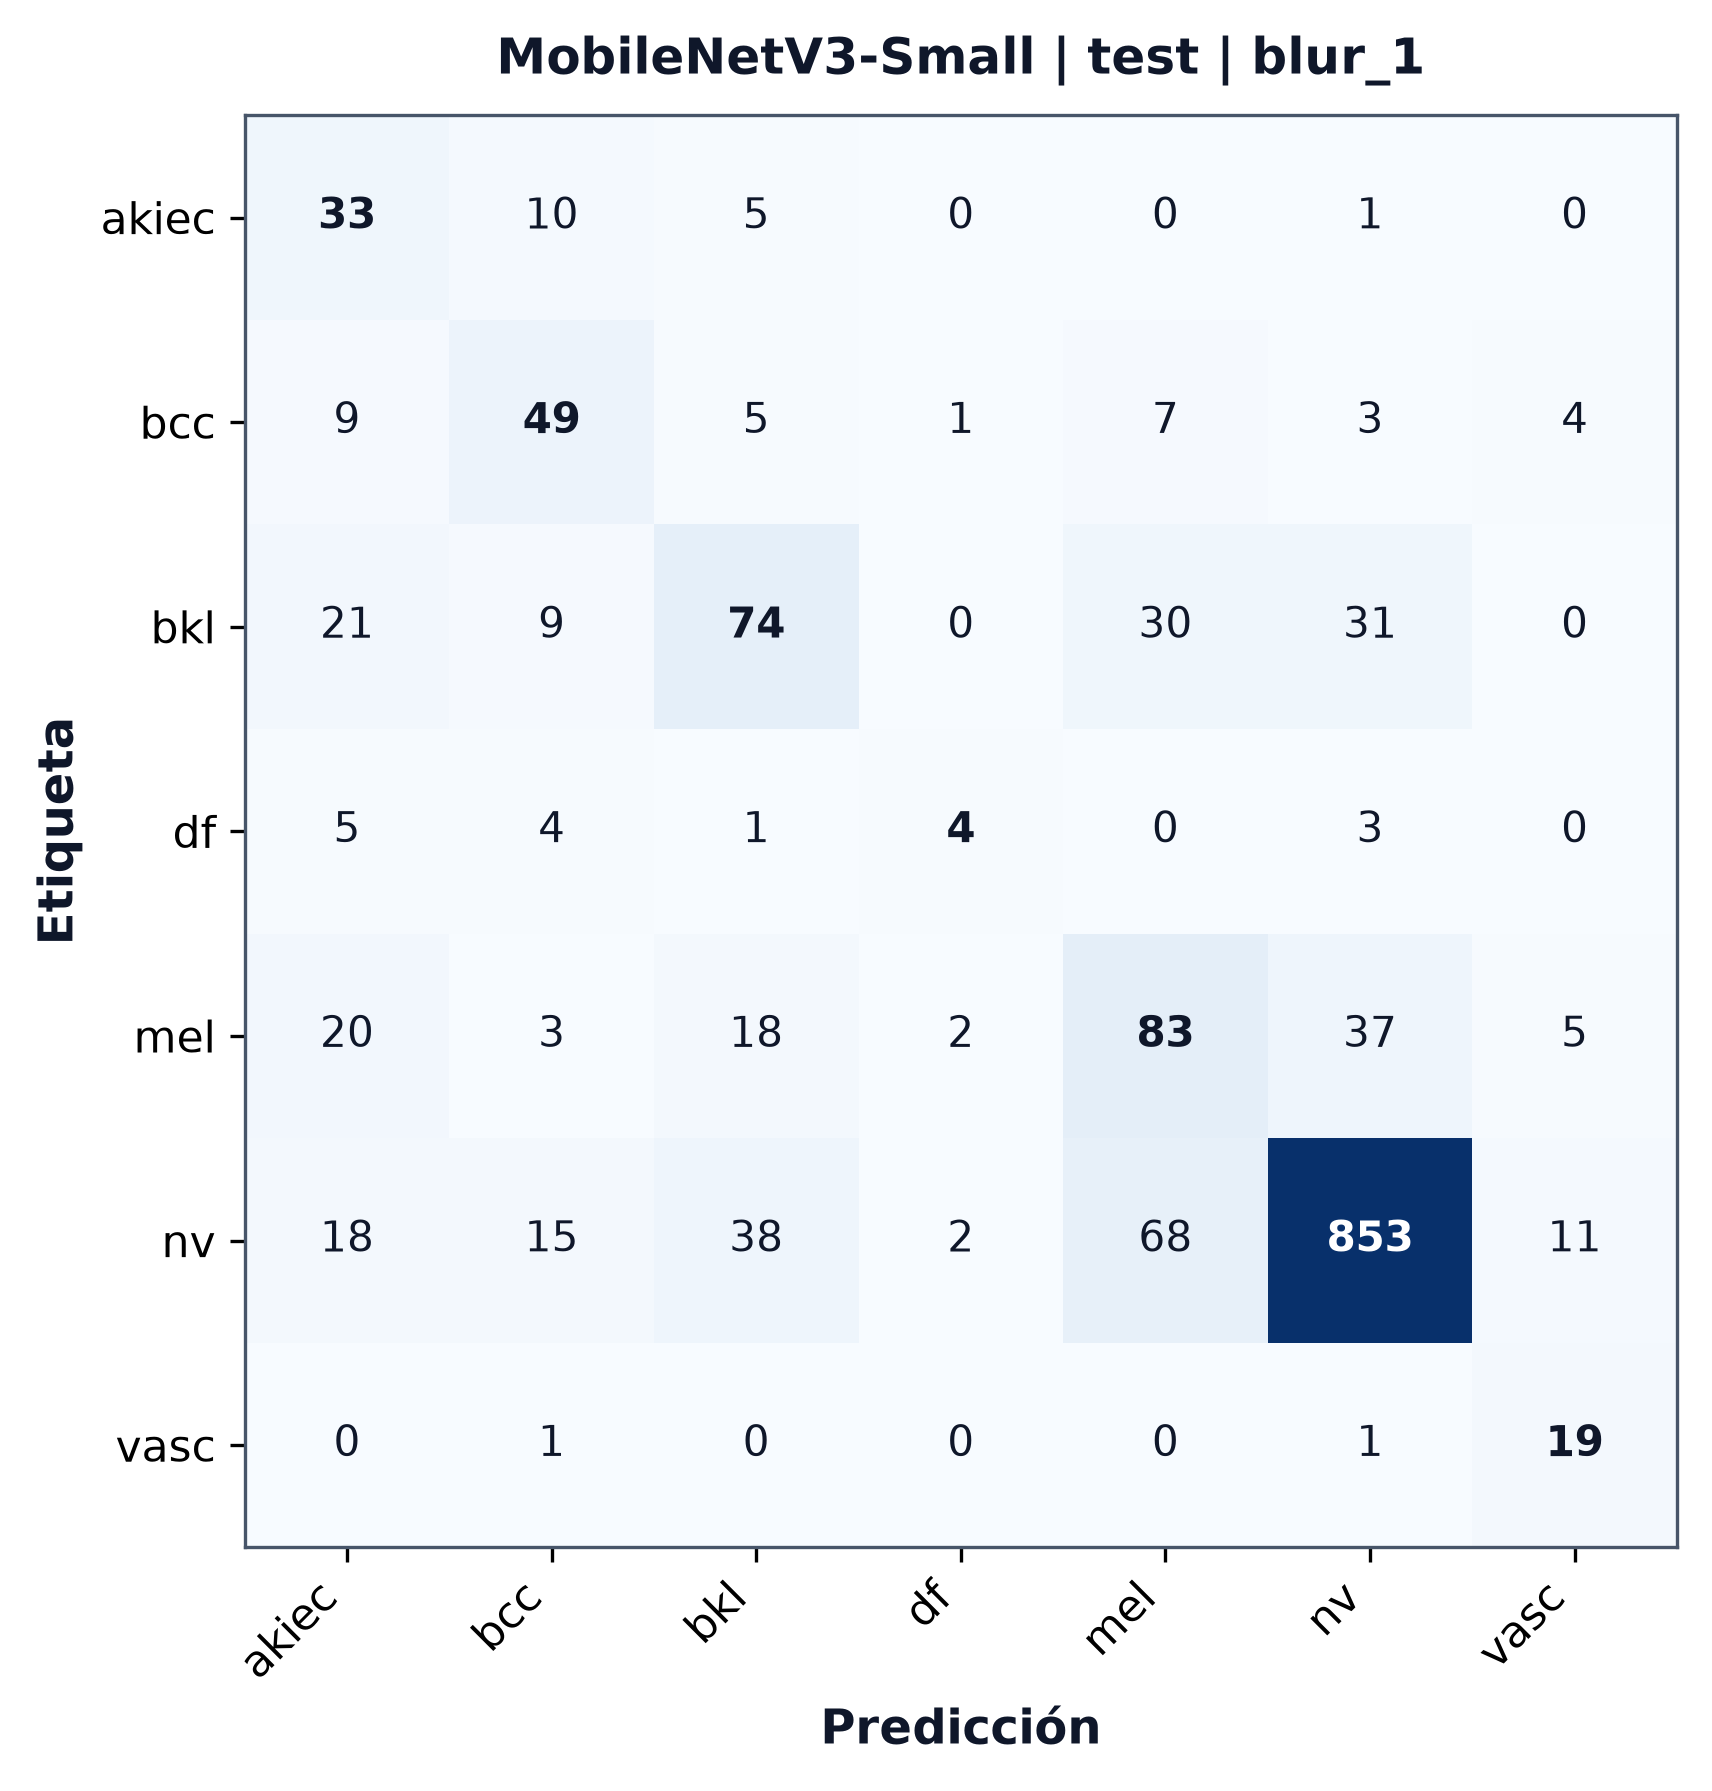 MobileNetV3-Small | test | blur_1
akiec 33 10 5 0 0 1 0
bcc 9 49 5 1 7 3 4
bkl 21 9 74 0 30 31 0
df 5 4 1 4 0 3 0
mel 20 3 18 2 83 37 5
nv 18 15 38 2 68 853 11
vasc 0 1 0 0 0 1 19
Etiqueta
akiec bcc bkl df mel nv vasc
Predicción